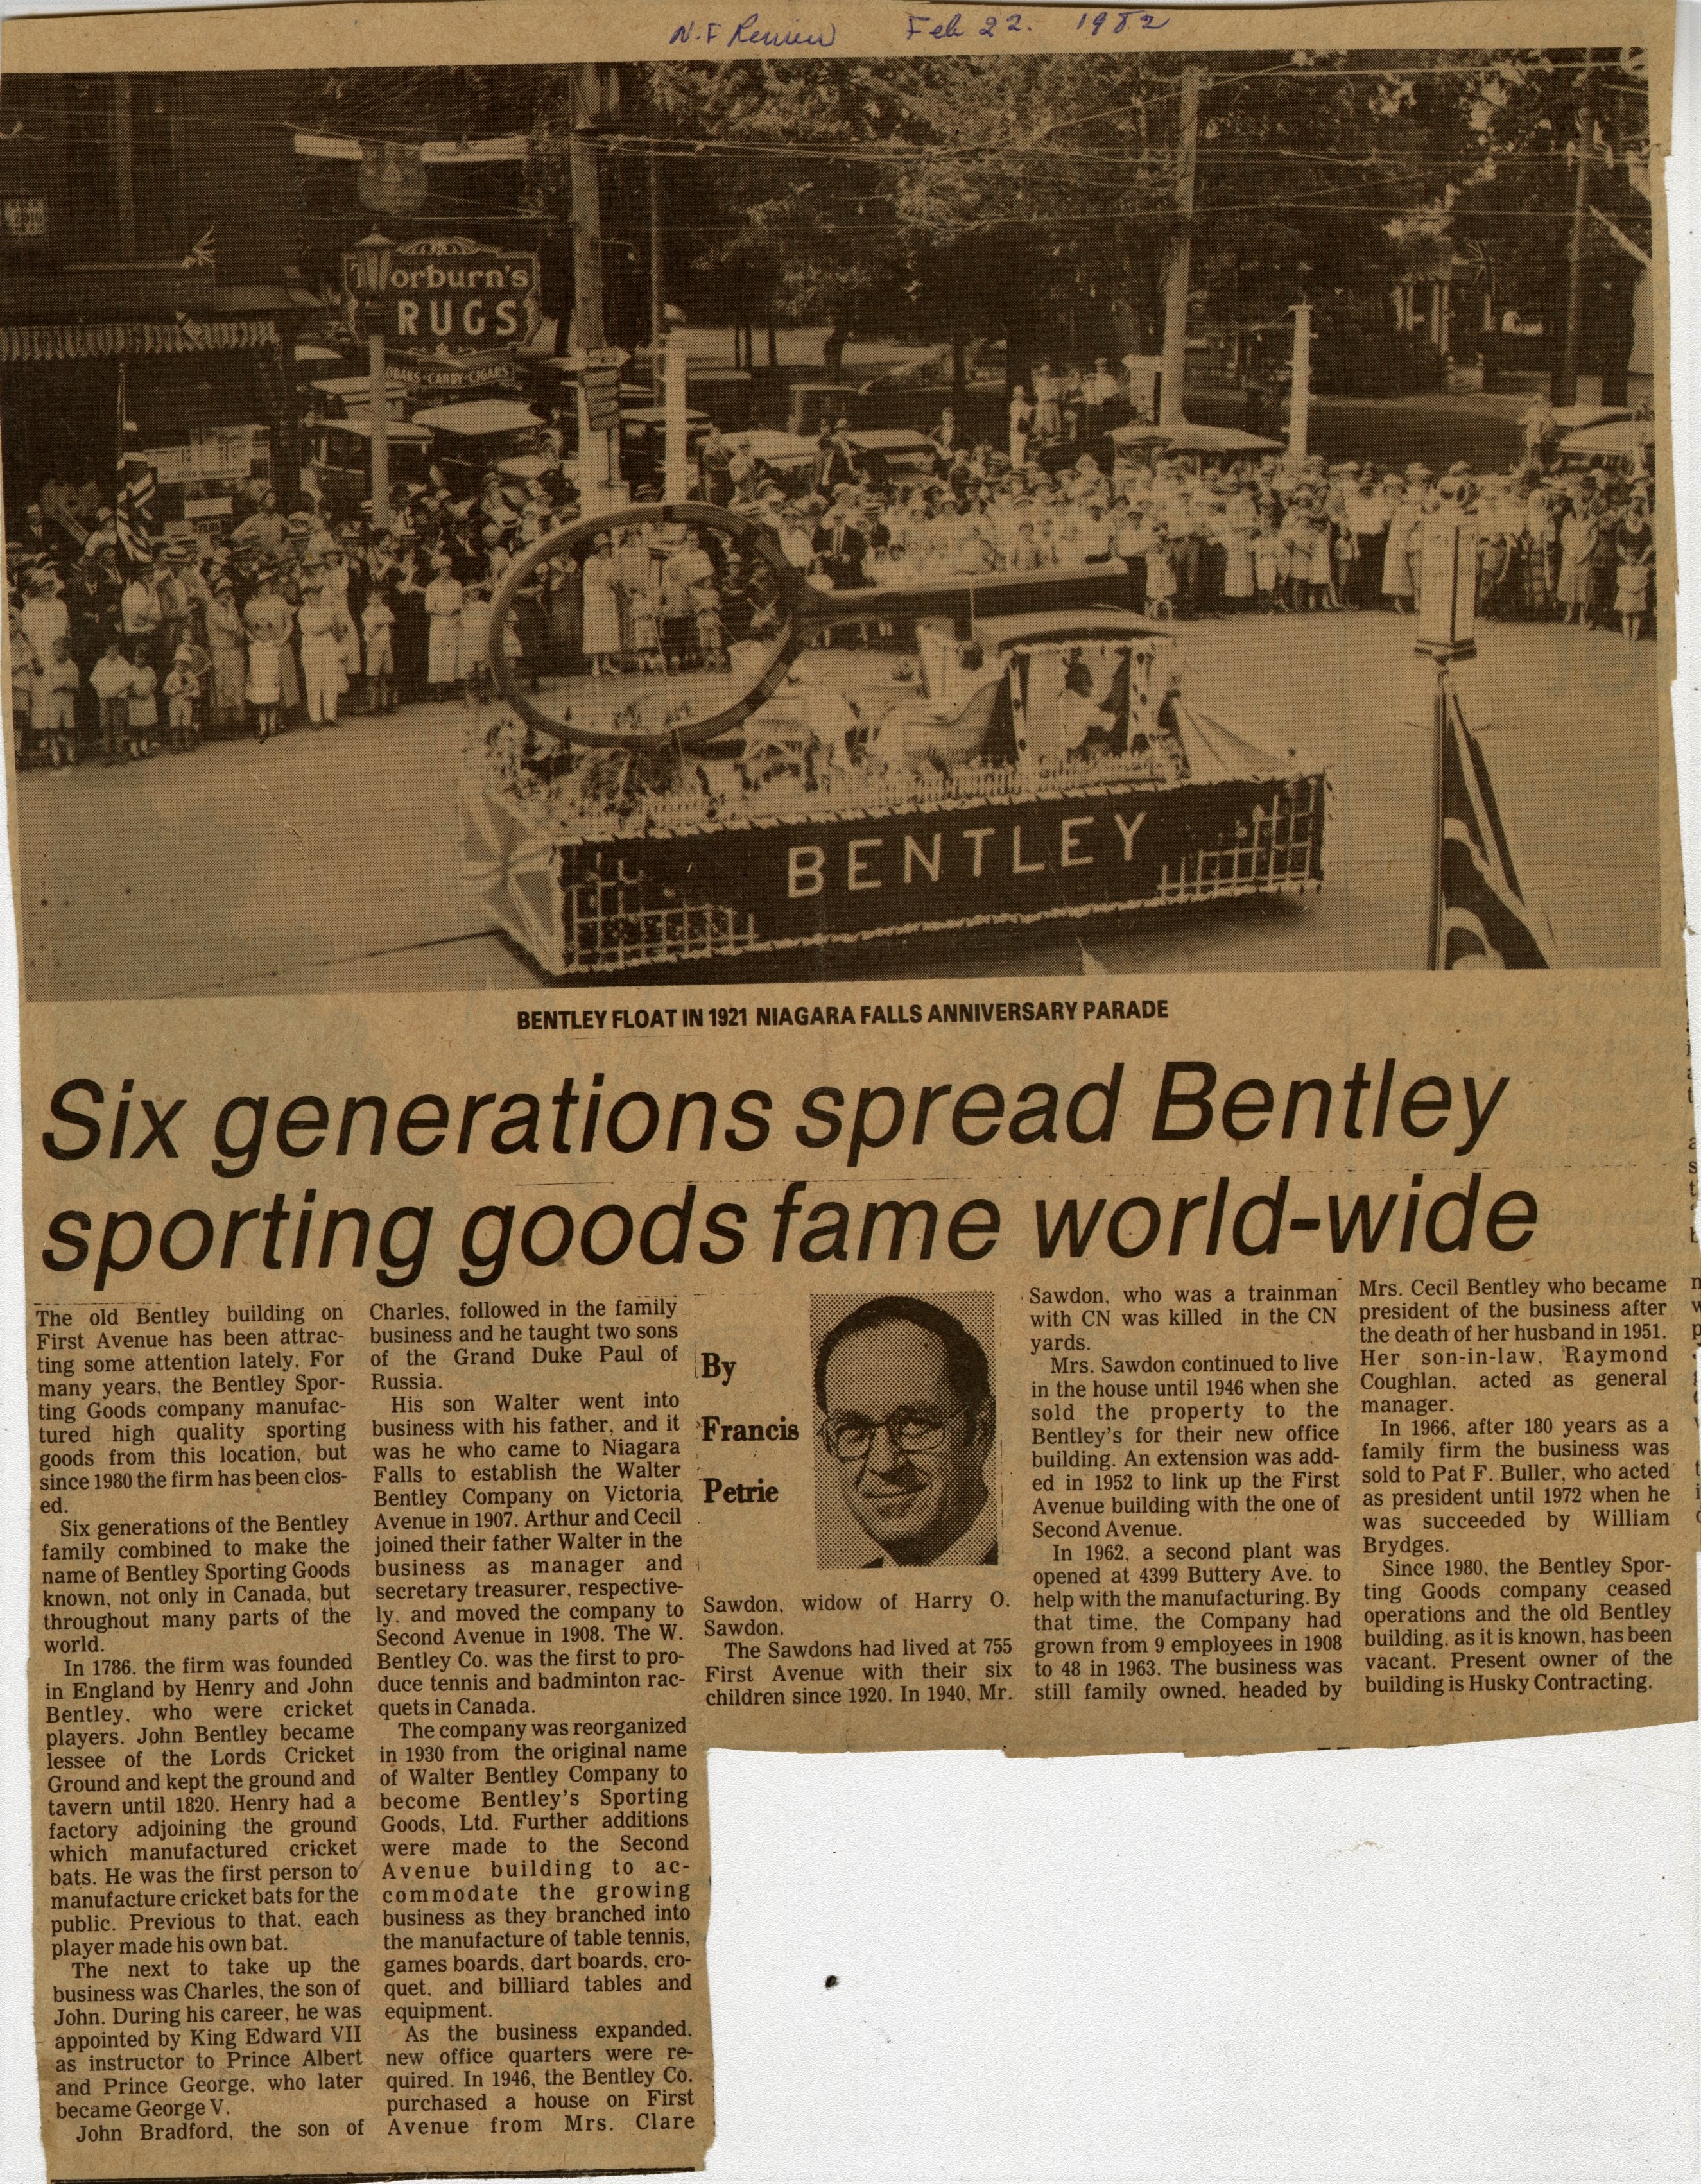 N.F Review Feb 22. 1982
Thorburn's
RUGS
CANDY·CIGARS
BENTLEY
BENTLEY FLOAT IN 1921 NIAGARA FALLS ANNIVERSARY PARADE
Six generations spread Bentley
sporting goods fame world-wide
The old Bentley building on
First Avenue has been attrac-
ting some attention lately. For
many years, the Bentley Spor-
ting Goods company manufac-
tured high quality sporting
goods from this location, but
since 1980 the firm has been clos-
ed.
Six generations of the Bentley
family combined to make the
name of Bentley Sporting Goods
known, not only in Canada, but
throughout many parts of the
world.
In 1786, the firm was founded
in England by Henry and John
Bentley, who were cricket
players. John Bentley became
lessee of the Lords Cricket
Ground and kept the ground and
tavern until 1820. Henry had a
factory adjoining the ground
which manufactured cricket
bats. He was the first person to
manufacture cricket bats for the
public. Previous to that, each
player made his own bat.
The next to take up the
business was Charles, the son of
John. During his career, he was
appointed by King Edward VII
as instructor to Prince Albert
and Prince George, who later
became George V.
John Bradford, the son of
Charles, followed in the family
business and he taught two sons
of the Grand Duke Paul of
Russia.
His son Walter went into
business with his father, and it
was he who came to Niagara
Falls to establish the Walter
Bentley Company on Victoria
Avenue in 1907. Arthur and Cecil
joined their father Walter in the
business as manager and
secretary treasurer, respective-
ly, and moved the company to
Second Avenue in 1908. The W.
Bentley Co. was the first to pro-
duce tennis and badminton rac-
quets in Canada.
The company was reorganized
in 1930 from the original name
of Walter Bentley Company to
become Bentley's Sporting
Goods, Ltd. Further additions
were made to the Second
Avenue building to ac-
commodate the growing
business as they branched into
the manufacture of table tennis,
games boards, dart boards, cro-
quet, and billiard tables and
equipment.
As the business expanded,
new office quarters were re-
quired. In 1946, the Bentley Co.
purchased a house on First
Avenue from Mrs. Clare
By
Francis
Petrie
Sawdon, widow of Harry O.
Sawdon.
The Sawdons had lived at 755
First Avenue with their six
children since 1920. In 1940, Mr.
Sawdon, who was a trainman
with CN was killed in the CN
yards.
Mrs. Sawdon continued to live
in the house until 1946 when she
sold the property to the
Bentley's for their new office
building. An extension was add-
ed in 1952 to link up the First
Avenue building with the one of
Second Avenue.
In 1962, a second plant was
opened at 4399 Buttery Ave. to
help with the manufacturing. By
that time, the Company had
grown from 9 employees in 1908
to 48 in 1963. The business was
still family owned, headed by
Mrs. Cecil Bentley who became
president of the business after
the death of her husband in 1951.
Her son-in-law, Raymond
Coughlan, acted as general
manager.
In 1966, after 180 years as a
family firm the business was
sold to Pat F. Buller, who acted
as president until 1972 when he
was succeeded by William
Brydges.
Since 1980, the Bentley Spor-
ting Goods company ceased
operations and the old Bentley
building, as it is known, has been
vacant. Present owner of the
building is Husky Contracting.